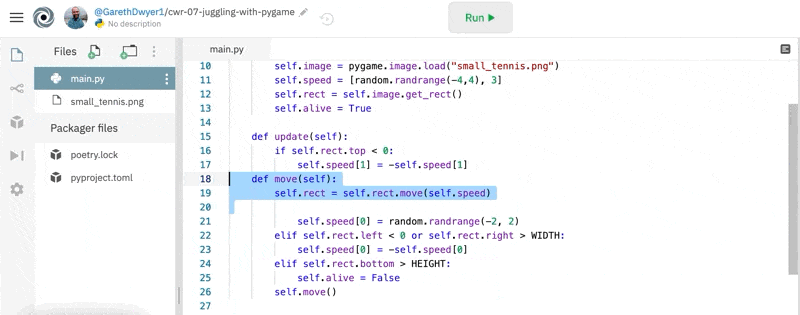 @GarethDwyer1/cwr-07-juggling-with-pygame
No description
Run
Files
main.py
small_tennis.png
Packager files
poetry.lock
pyproject.toml
main.py
10 self.image = pygame.image.load("small_tennis.png")
11 self.speed = [random.randrange(-4,4), 3]
12 self.rect = self.image.get_rect()
13 self.alive = True
14
15 def update(self):
16 if self.rect.top < 0:
17 self.speed[1] = -self.speed[1]
18 def move(self):
19 self.rect = self.rect.move(self.speed)
20
21 self.speed[0] = random.randrange(-2, 2)
22 elif self.rect.left < 0 or self.rect.right > WIDTH:
23 self.speed[0] = -self.speed[0]
24 elif self.rect.bottom > HEIGHT:
25 self.alive = False
26 self.move()
27